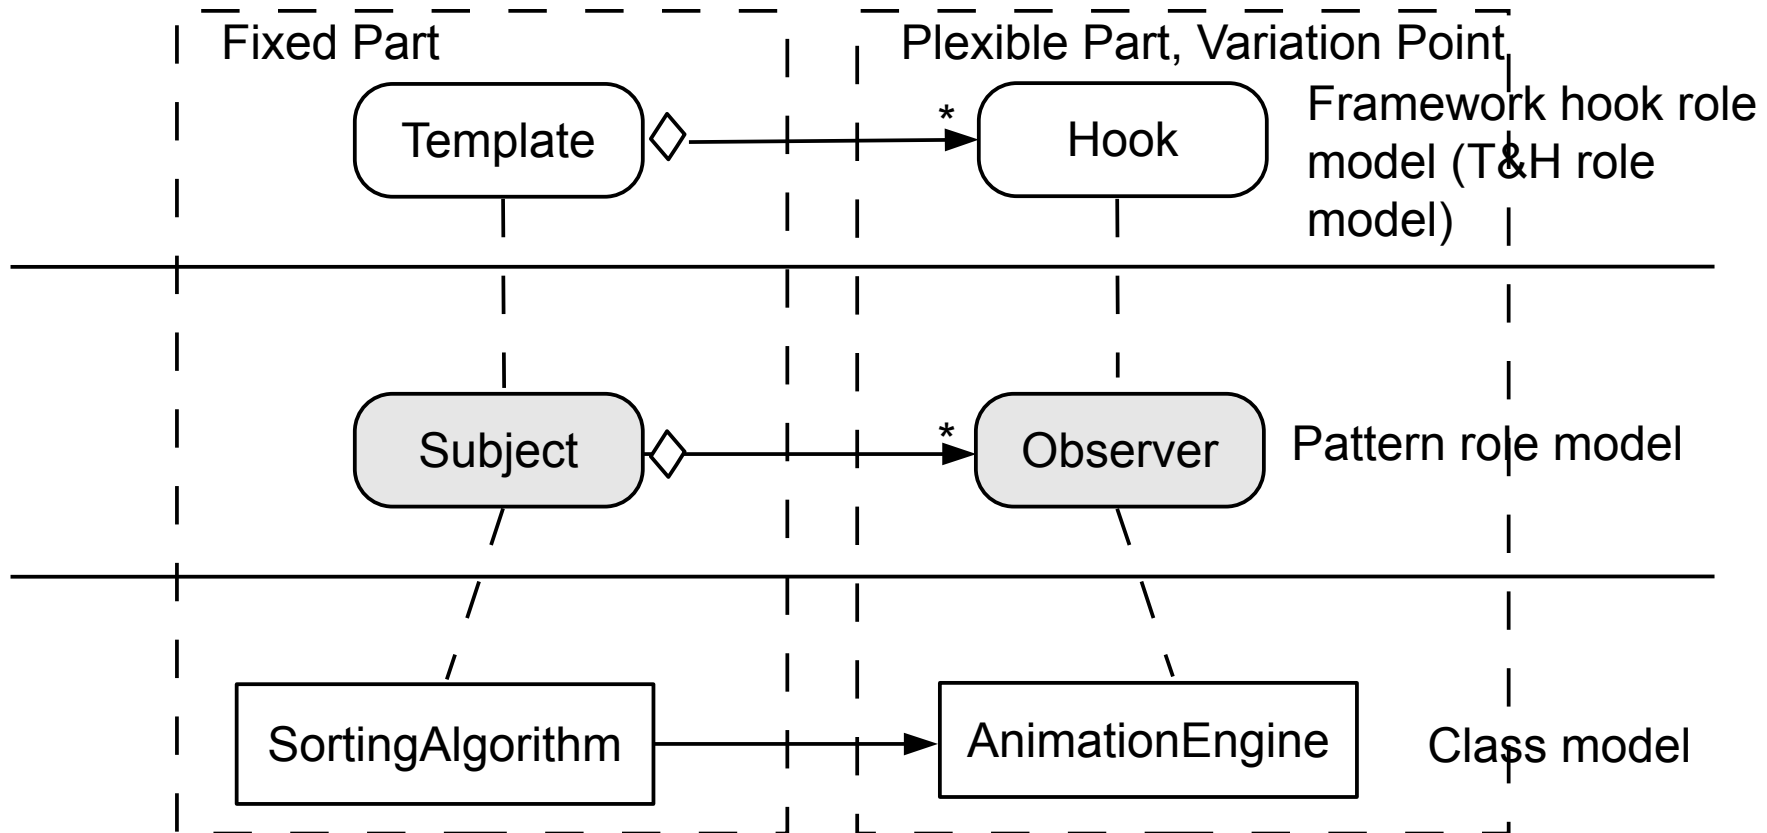 Fixed Part
Plexible Part, Variation Point
Template
*
Hook
Framework hook role
model (T&H role
model)
Subject
*
Observer
Pattern role model
SortingAlgorithm
AnimationEngine
Class model